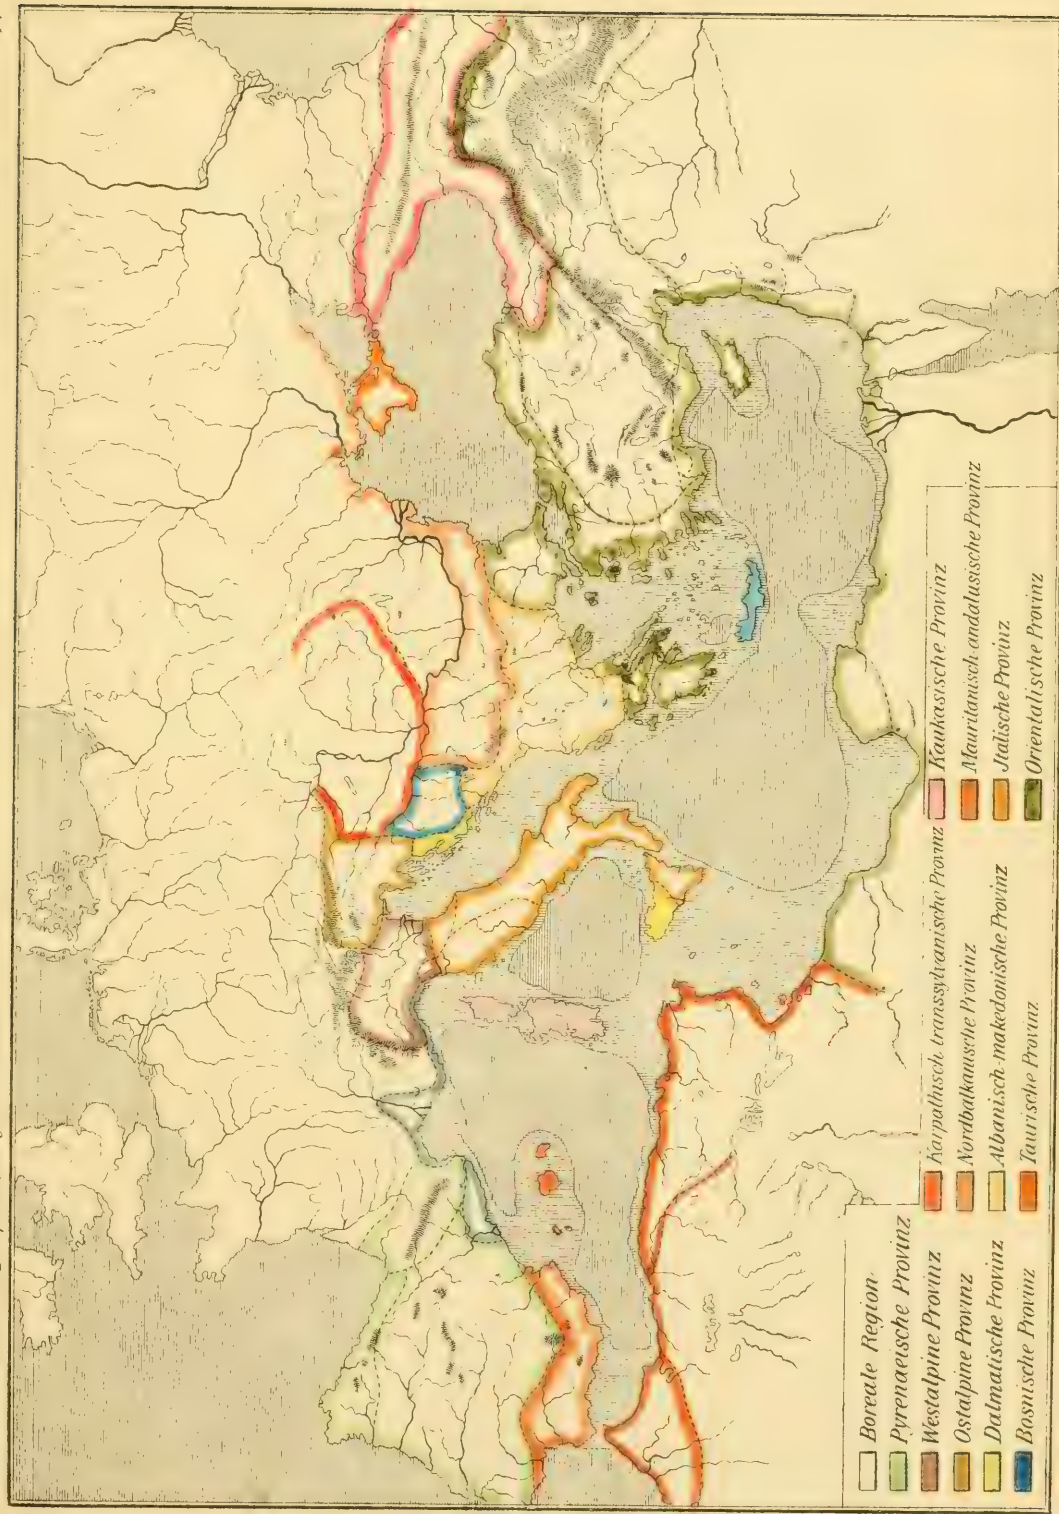 Boreale Region
Pyrenaeische Provinz
Westalpine Provinz
Ostalpine Provinz
Dalmatische Provinz
Bosnische Provinz
Karpathisch transsylvanische Provinz
Nordbalkanische Provinz
Albanisch-makedonische Provinz
Taurische Provinz
Kaukasische Provinz
Mauritanisch-andalusische Provinz
Italische Provinz
Orientalische Provinz